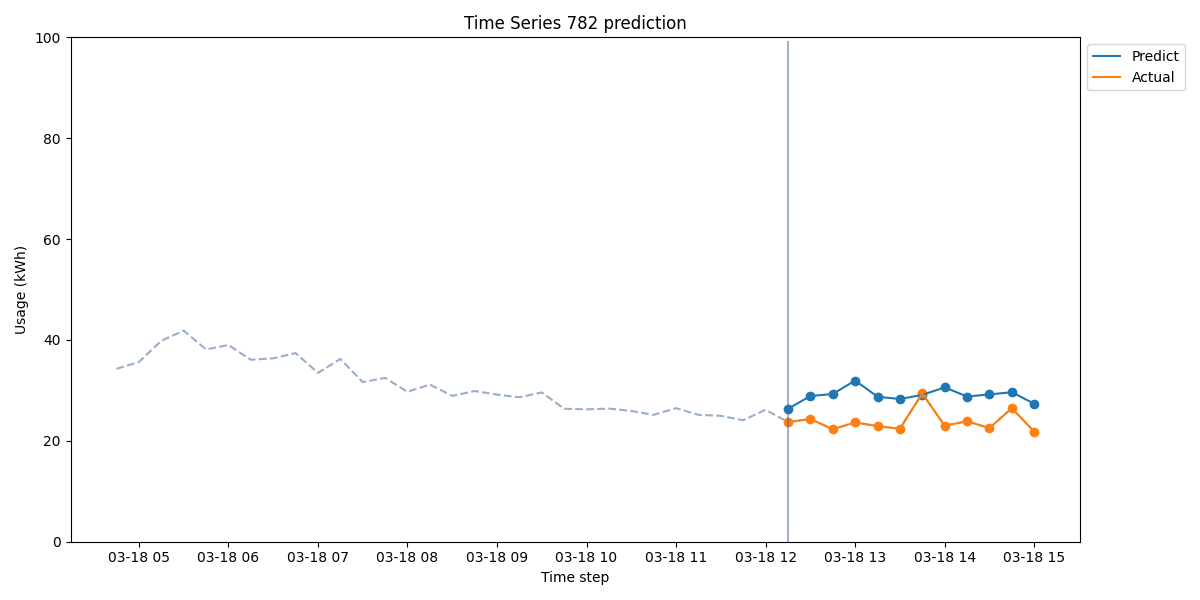 Time Series 782 prediction
100
80
60
40
20
0
Usage (kWh)
03-18 05 03-18 06 03-18 07 03-18 08 03-18 09 03-18 10 03-18 11 03-18 12 03-18 13 03-18 14 03-18 15
Time step
Predict
Actual